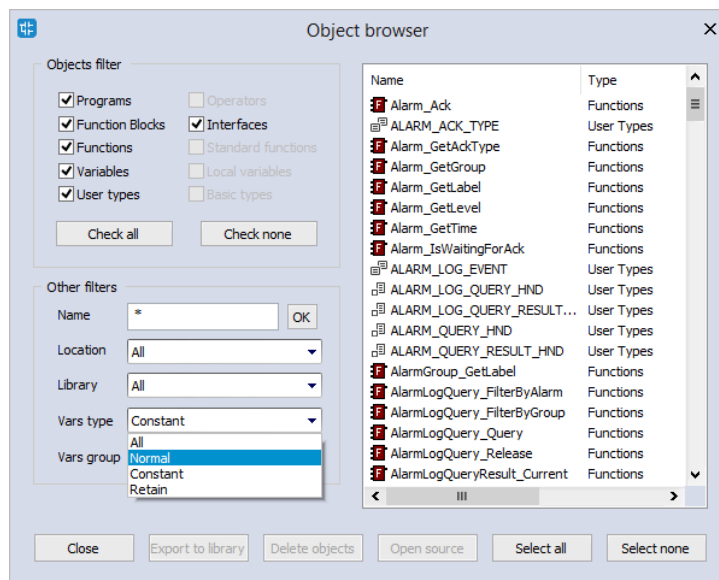 Object browser
Objects filter
Programs
Operators
Function Blocks
Interfaces
Functions
Standard functions
Variables
Local variables
User types
Basic types
Check all
Check none
Other filters
Name
*
OK
Location
All
Library
All
Vars type
Constant
All
Vars group
Normal
Constant
Retain
Name Type
Alarm_Ack Functions
ALARM_ACK_TYPE User Types
Alarm_GetAckType Functions
Alarm_GetGroup Functions
Alarm_GetLabel Functions
Alarm_GetLevel Functions
Alarm_GetTime Functions
Alarm_IsWaitingForAck Functions
ALARM_LOG_EVENT User Types
ALARM_LOG_QUERY_HND User Types
ALARM_LOG_QUERY_RESULT... User Types
ALARM_QUERY_HND User Types
ALARM_QUERY_RESULT_HND User Types
AlarmGroup_GetLabel Functions
AlarmLogQuery_FilterByAlarm Functions
AlarmLogQuery_FilterByGroup Functions
AlarmLogQuery_Query Functions
AlarmLogQuery_Release Functions
AlarmLogQueryResult_Current Functions
Close
Export to library
Delete objects
Open source
Select all
Select none